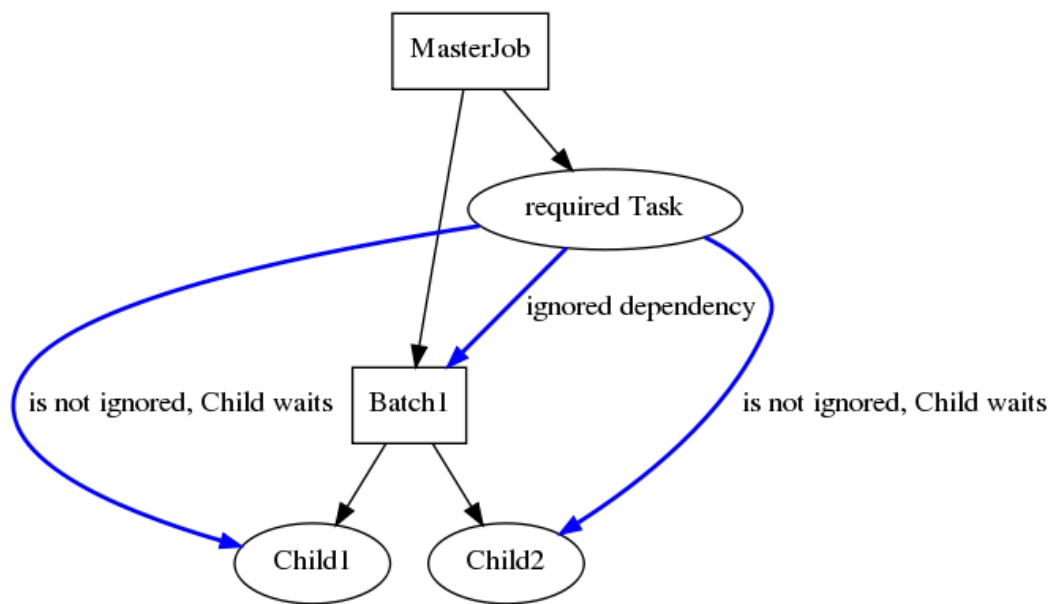 MasterJob
required Task
ignored dependency
is not ignored, Child waits
Batch1
is not ignored, Child waits
Child1
Child2